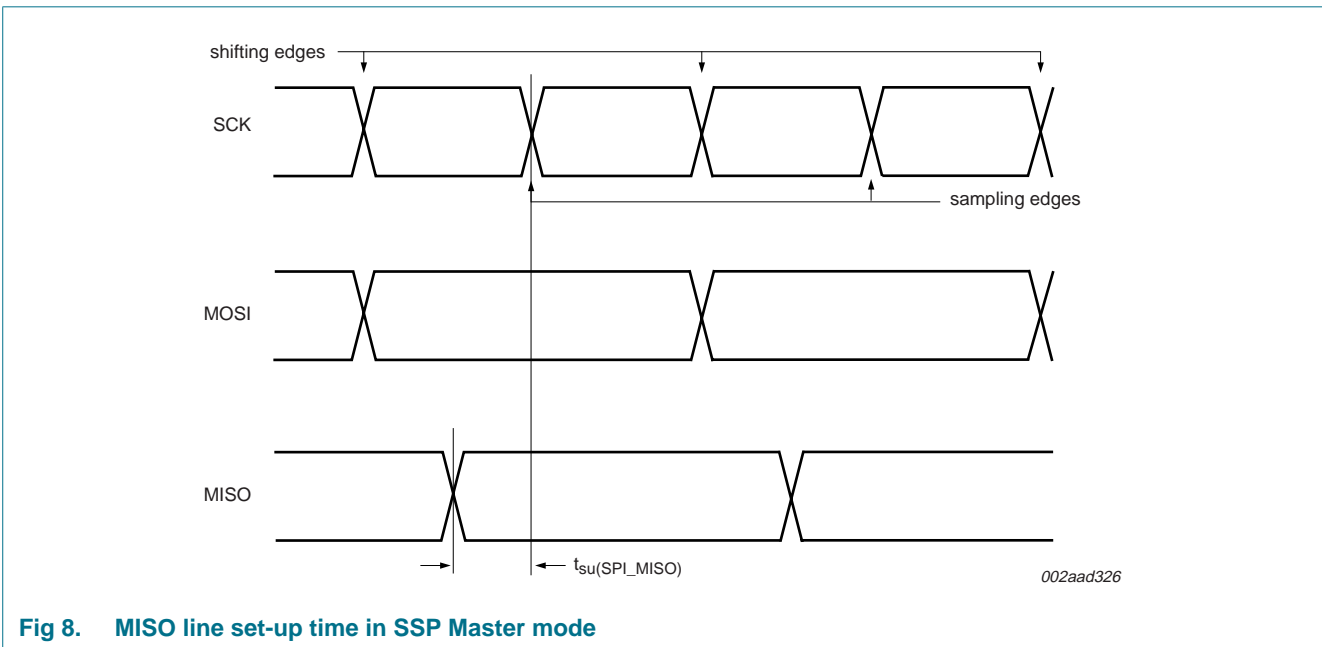 shifting edges
SCK
sampling edges
MOSI
MISO
tsu(SPI_MISO)
002aad326
Fig 8. MISO line set-up time in SSP Master mode